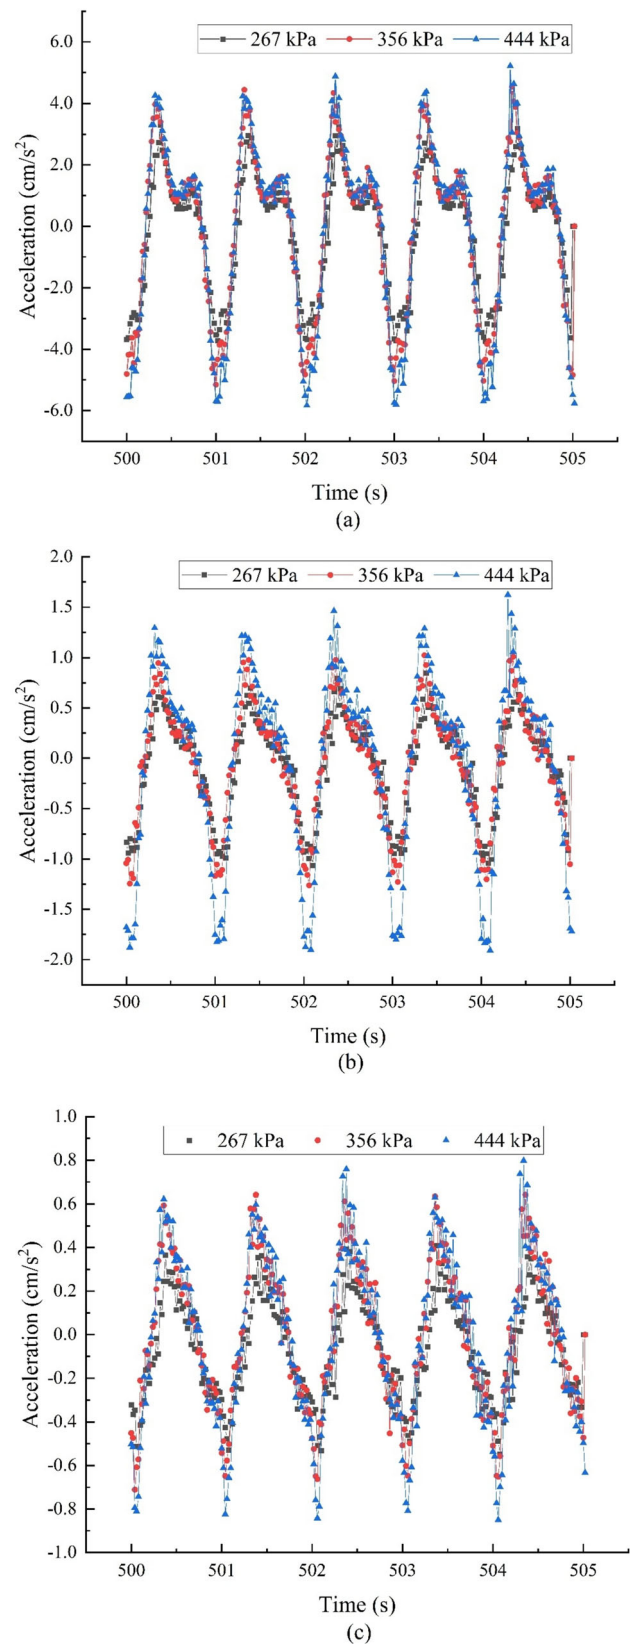 267 kPa 356 kPa 444 kPa
6.0
4.0
2.0
0.0
-2.0
-4.0
-6.0
Acceleration (cm/s²)
500 501 502 503 504 505
Time (s)
(a)
267 kPa 356 kPa 444 kPa
2.0
1.5
1.0
0.5
0.0
-0.5
-1.0
-1.5
-2.0
Acceleration (cm/s²)
500 501 502 503 504 505
Time (s)
(b)
267 kPa 356 kPa 444 kPa
1.0
0.8
0.6
0.4
0.2
0.0
-0.2
-0.4
-0.6
-0.8
-1.0
Acceleration (cm/s²)
500 501 502 503 504 505
Time (s)
(c)